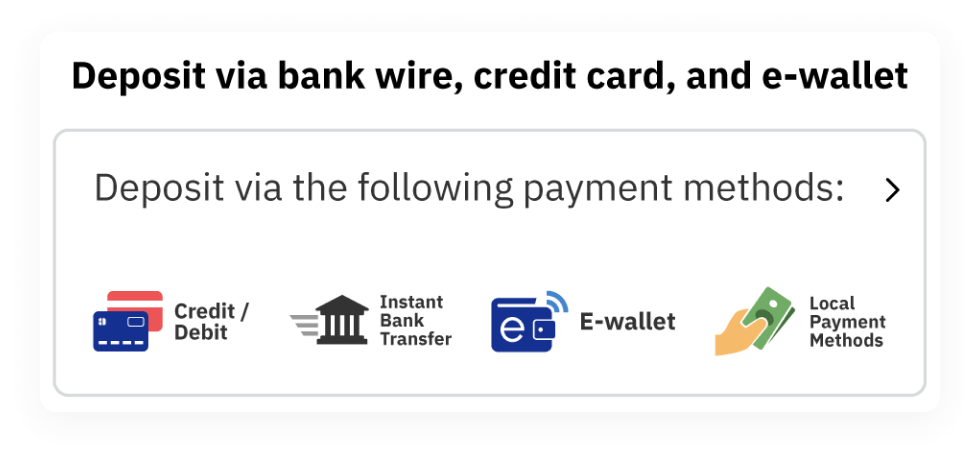 Deposit via bank wire, credit card, and e-wallet
Deposit via the following payment methods:
Credit /
Debit
Instant
Bank
Transfer
e
E-wallet
Local
Payment
Methods